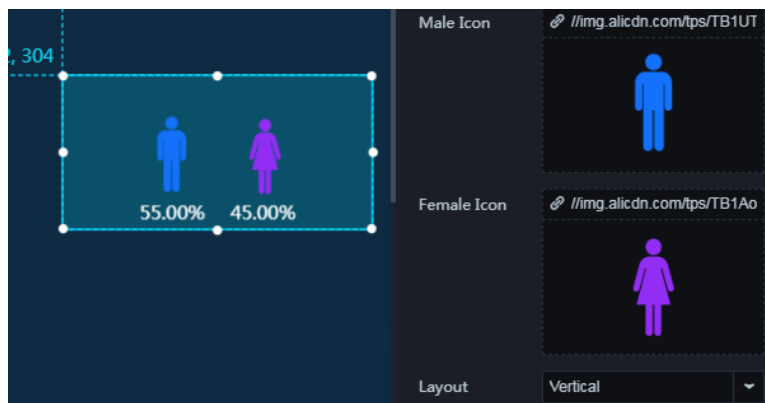 Male Icon
//img.alicdn.com/tps/TB1UT
, 304
55.00% 45.00%
Female Icon
//img.alicdn.com/tps/TB1Ao
Layout
Vertical